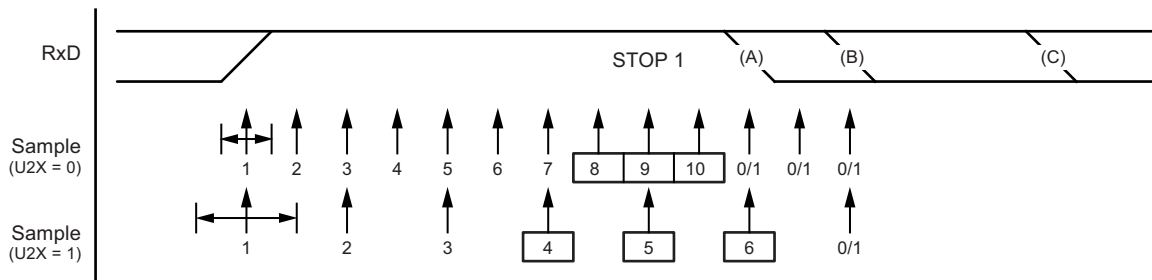 RxD
STOP 1
(A)
(B)
(C)
Sample
(U2X = 0)
1 2 3 4 5 6 7 8 9 10 0/1 0/1 0/1
Sample
(U2X = 1)
1 2 3 4 5 6 0/1